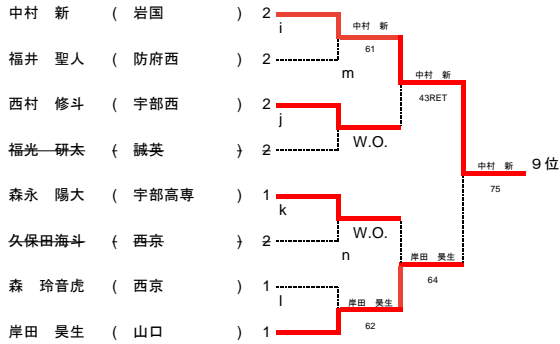 中村 新 ( 岩国 ) 2
i
中村 新
61
福井 聖人 ( 防府西 ) 2
m
中村 新
43RET
西村 修斗 ( 宇部西 ) 2
j
W.O.
福光 研太 ( 誠英 ) 2
中村 新
75
9位
森永 陽大 ( 宇部高専 ) 1
k
W.O.
久保田海斗 ( 西京 ) 2
n
岸田 昊生
64
森 玲音虎 ( 西京 ) 1
l
岸田 昊生
62
岸田 昊生 ( 山口 ) 1